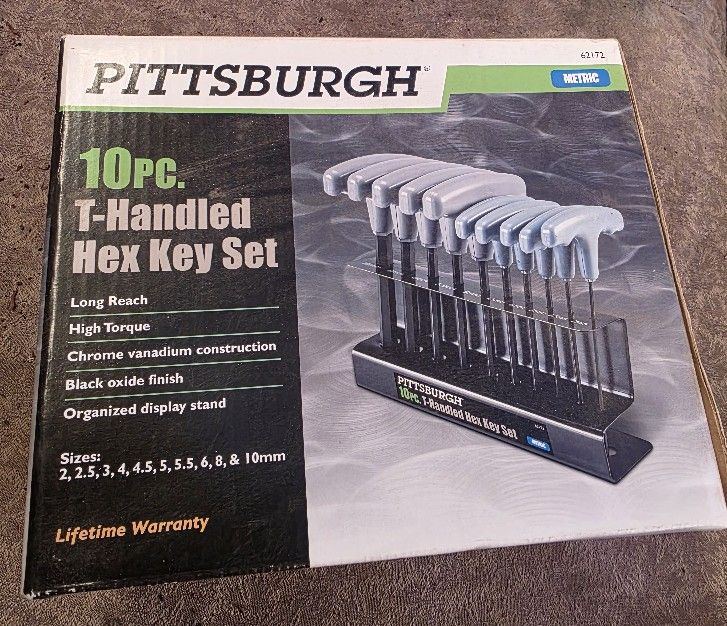 PITTSBURGH®
62172
METRIC
10PC.
T-Handled
Hex Key Set
Long Reach
High Torque
Chrome vanadium construction
Black oxide finish
Organized display stand
Sizes:
2, 2.5, 3, 4, 4.5, 5, 5.5, 6, 8, & 10mm
Lifetime Warranty
PITTSBURGH
10PC. T-Handled Hex Key Set
METRIC